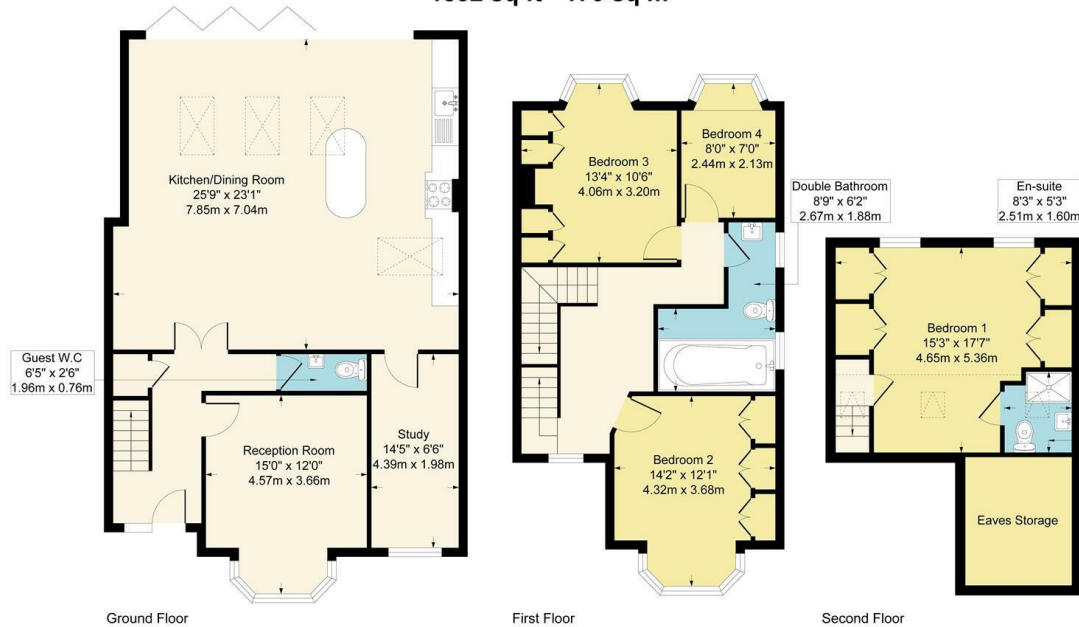 Kitchen/Dining Room
25'9" x 23'1"
7.85m x 7.04m
Guest W.C
6'5" x 2'6"
1.96m x 0.76m
Reception Room
15'0" x 12'0"
4.57m x 3.66m
Study
14'5" x 6'6"
4.39m x 1.98m
Ground Floor
Bedroom 3
13'4" x 10'6"
4.06m x 3.20m
Bedroom 4
8'0" x 7'0"
2.44m x 2.13m
Double Bathroom
8'9" x 6'2"
2.67m x 1.88m
Bedroom 2
14'2" x 12'1"
4.32m x 3.68m
First Floor
En-suite
8'3" x 5'3"
2.51m x 1.60m
Bedroom 1
15'3" x 17'7"
4.65m x 5.36m
Eaves Storage
Second Floor